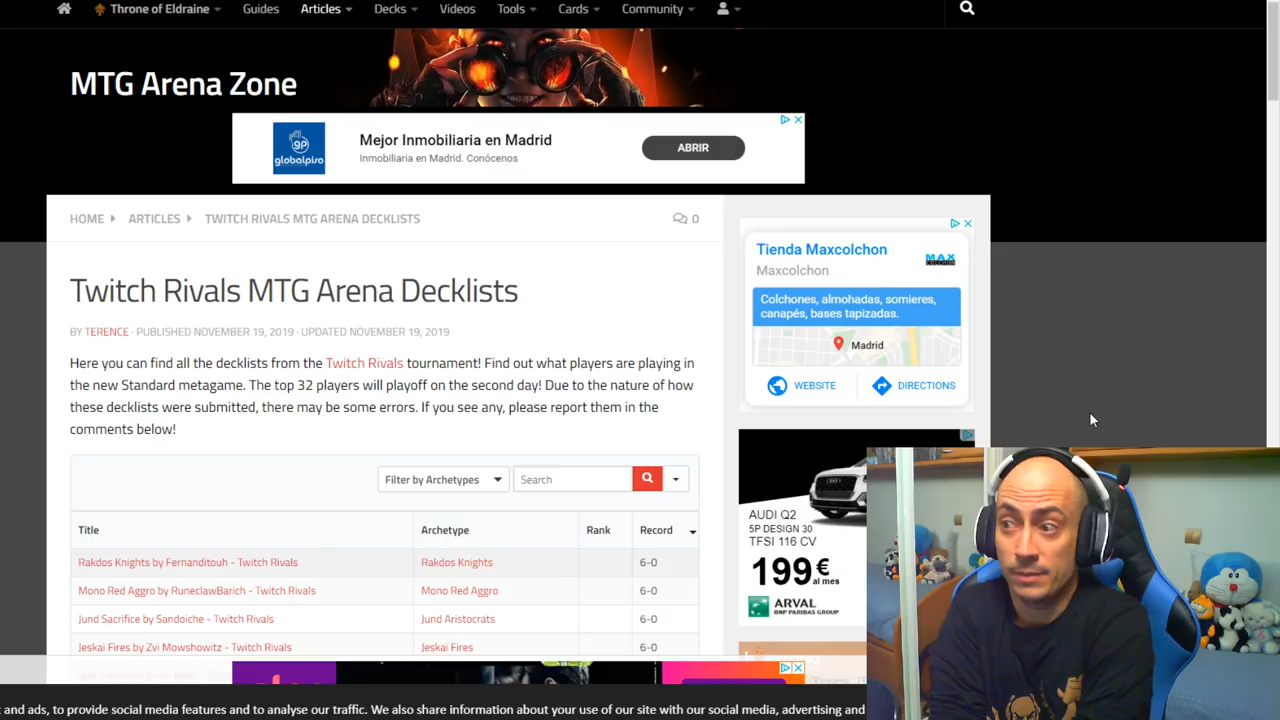 Throne of Eldraine Guides Articles Decks Videos Tools Cards Community
MTG Arena Zone
9P
globalpiso
Mejor Inmobiliaria en Madrid
Inmobiliaria en Madrid. Conócenos
ABRIR
HOME ARTICLES TWITCH RIVALS MTG ARENA DECKLISTS 0
Twitch Rivals MTG Arena Decklists
BY TERENCE · PUBLISHED NOVEMBER 19, 2019 · UPDATED NOVEMBER 19, 2019
Here you can find all the decklists from the Twitch Rivals tournament! Find out what players are playing in
the new Standard metagame. The top 32 players will playoff on the second day! Due to the nature of how
these decklists were submitted, there may be some errors. If you see any, please report them in the
comments below!
Filter by Archetypes Search
Title Archetype Rank Record
Rakdos Knights by Fernanditouh - Twitch Rivals Rakdos Knights 6-0
Mono Red Aggro by RuneclawBarich - Twitch Rivals Mono Red Aggro 6-0
Jund Sacrifice by Sandoiche - Twitch Rivals Jund Aristocrats 6-0
Jeskai Fires by Zvi Mowshowitz - Twitch Rivals Jeskai Fires 6-0
Tienda Maxcolchon
Maxcolchon
MAX
COLCHON
Colchones, almohadas, somieres,
canapés, bases tapizadas.
Madrid
WEBSITE DIRECTIONS
AUDI Q2
5P DESIGN 30
TFSI 116 CV
199€
al mes
ARVAL
BNP PARIBAS GROUP
and ads, to provide social media features and to analyse our traffic. We also share information about your use of our site with our social media, advertising and